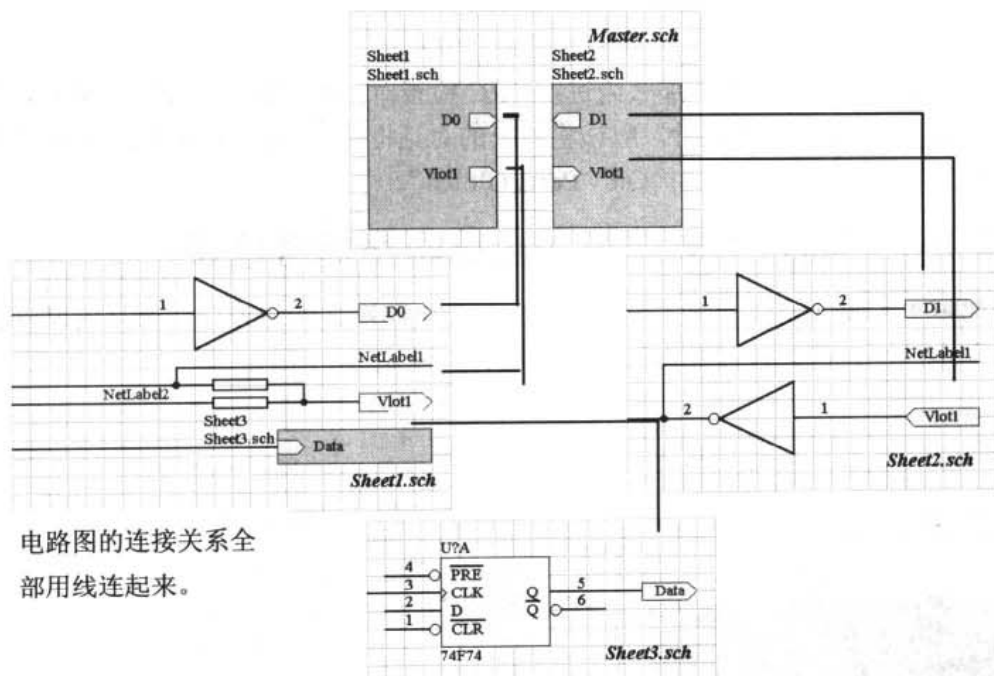 Master.sch
Sheet1
Sheet1.sch
Sheet2
Sheet2.sch
D0
Vlot1
D1
Vlot1
1
2
D0
NetLabel1
NetLabel2
Vlot1
Sheet3
Sheet3.sch
Data
Sheet1.sch
1
2
D1
NetLabel1
2
1
Vlot1
Sheet2.sch
电路图的连接关系全
部用线连起来。
U?A
4
PRE
3
CLK
2
D
1
CLR
Q
5
Q
6
Data
74F74
Sheet3.sch